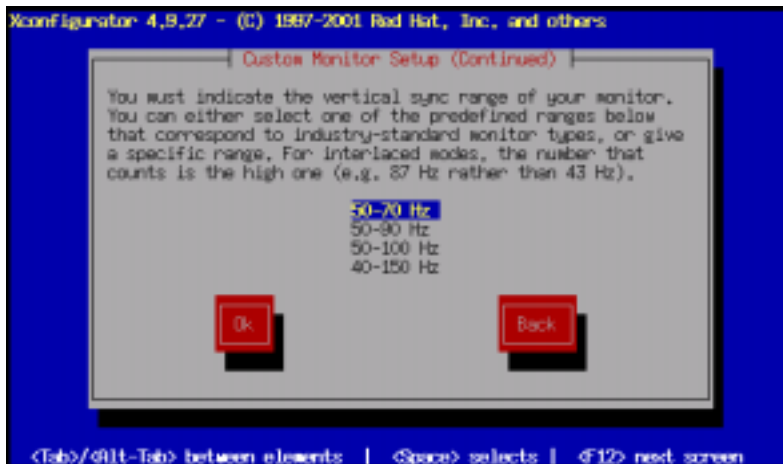 Xconfigurator 4.9.27 - (C) 1997-2001 Red Hat, Inc. and others
Custom Monitor Setup (Continued)
You must indicate the vertical sync range of your monitor.
You can either select one of the predefined ranges below
that correspond to industry-standard monitor types, or give
a specific range. For interlaced modes, the number that
counts is the high one (e.g. 87 Hz rather than 43 Hz).
50-70 Hz
50-90 Hz
50-100 Hz
40-150 Hz
Ok
Back
<Tab>/<Alt-Tab> between elements | <Space> selects | <F12> next screen